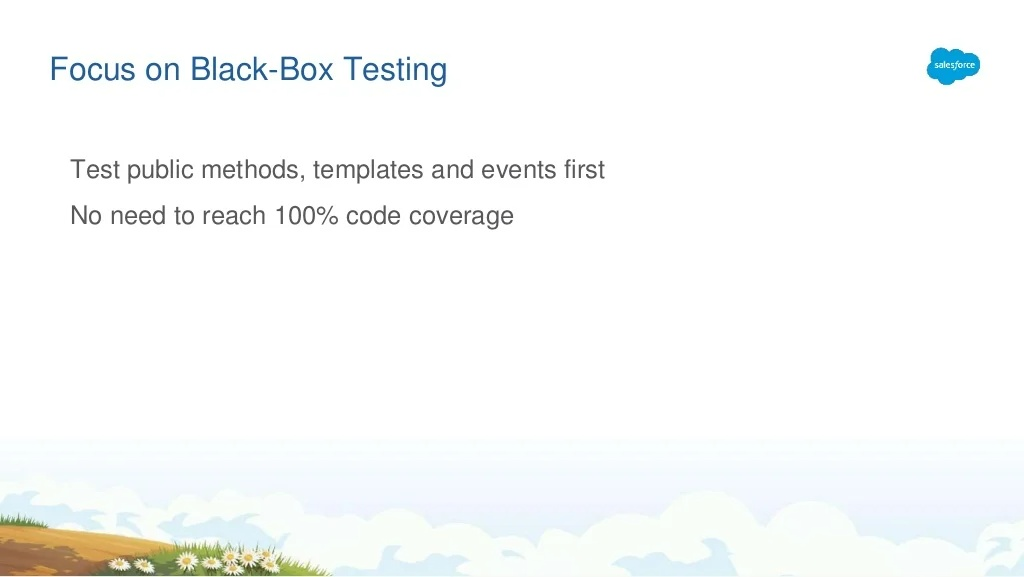 Focus on Black-Box Testing
salesforce
Test public methods, templates and events first
No need to reach 100% code coverage